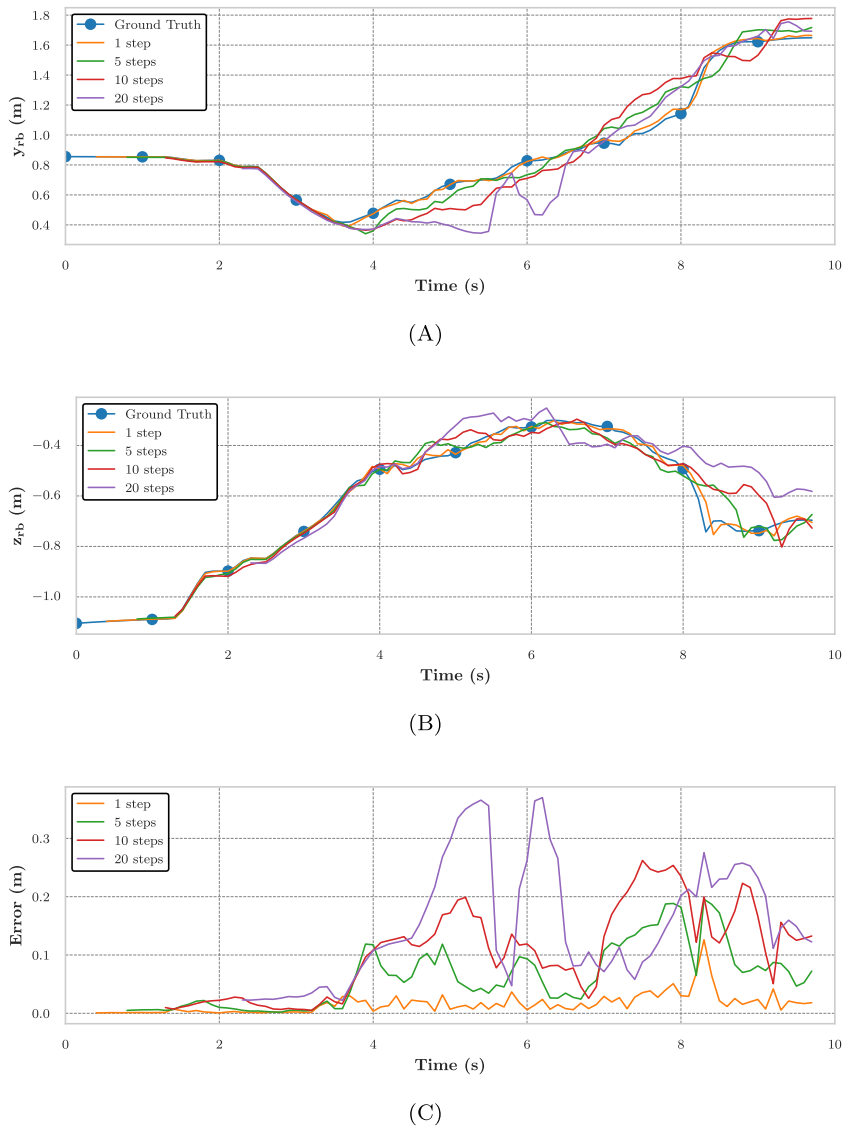 1.8
1.6
1.4
1.2
1.0
0.8
0.6
0.4
y_rb (m)
Ground Truth
1 step
5 steps
10 steps
20 steps
0 2 4 6 8 10
Time (s)
(A)
−0.4
−0.6
−0.8
−1.0
z_rb (m)
Ground Truth
1 step
5 steps
10 steps
20 steps
0 2 4 6 8 10
Time (s)
(B)
0.3
0.2
0.1
0.0
Error (m)
1 step
5 steps
10 steps
20 steps
0 2 4 6 8 10
Time (s)
(C)